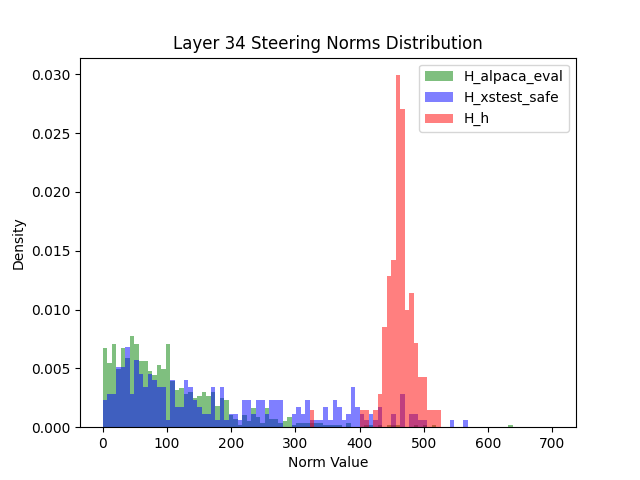 Layer 34 Steering Norms Distribution
H_alpaca_eval
H_xstest_safe
H_h
Density
0.030
0.025
0.020
0.015
0.010
0.005
0.000
0 100 200 300 400 500 600 700
Norm Value